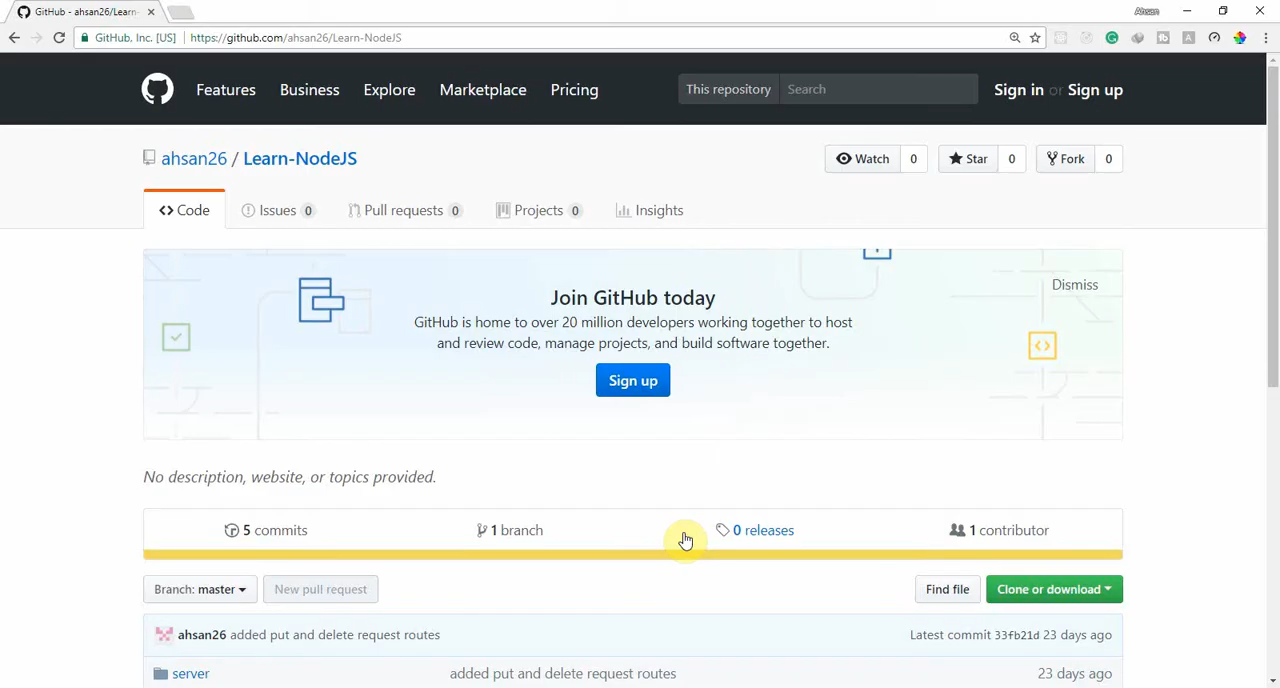 GitHub - ahsan26/Learn-
Ahsan
GitHub, Inc. [US] https://github.com/ahsan26/Learn-NodeJS
Features Business Explore Marketplace Pricing This repository Search Sign in or Sign up
ahsan26 / Learn-NodeJS Watch 0 Star 0 Fork 0
Code Issues 0 Pull requests 0 Projects 0 Insights
Join GitHub today
Dismiss
GitHub is home to over 20 million developers working together to host
and review code, manage projects, and build software together.
Sign up
No description, website, or topics provided.
5 commits 1 branch 0 releases 1 contributor
Branch: master New pull request Find file Clone or download
ahsan26 added put and delete request routes Latest commit 33fb21d 23 days ago
server added put and delete request routes 23 days ago